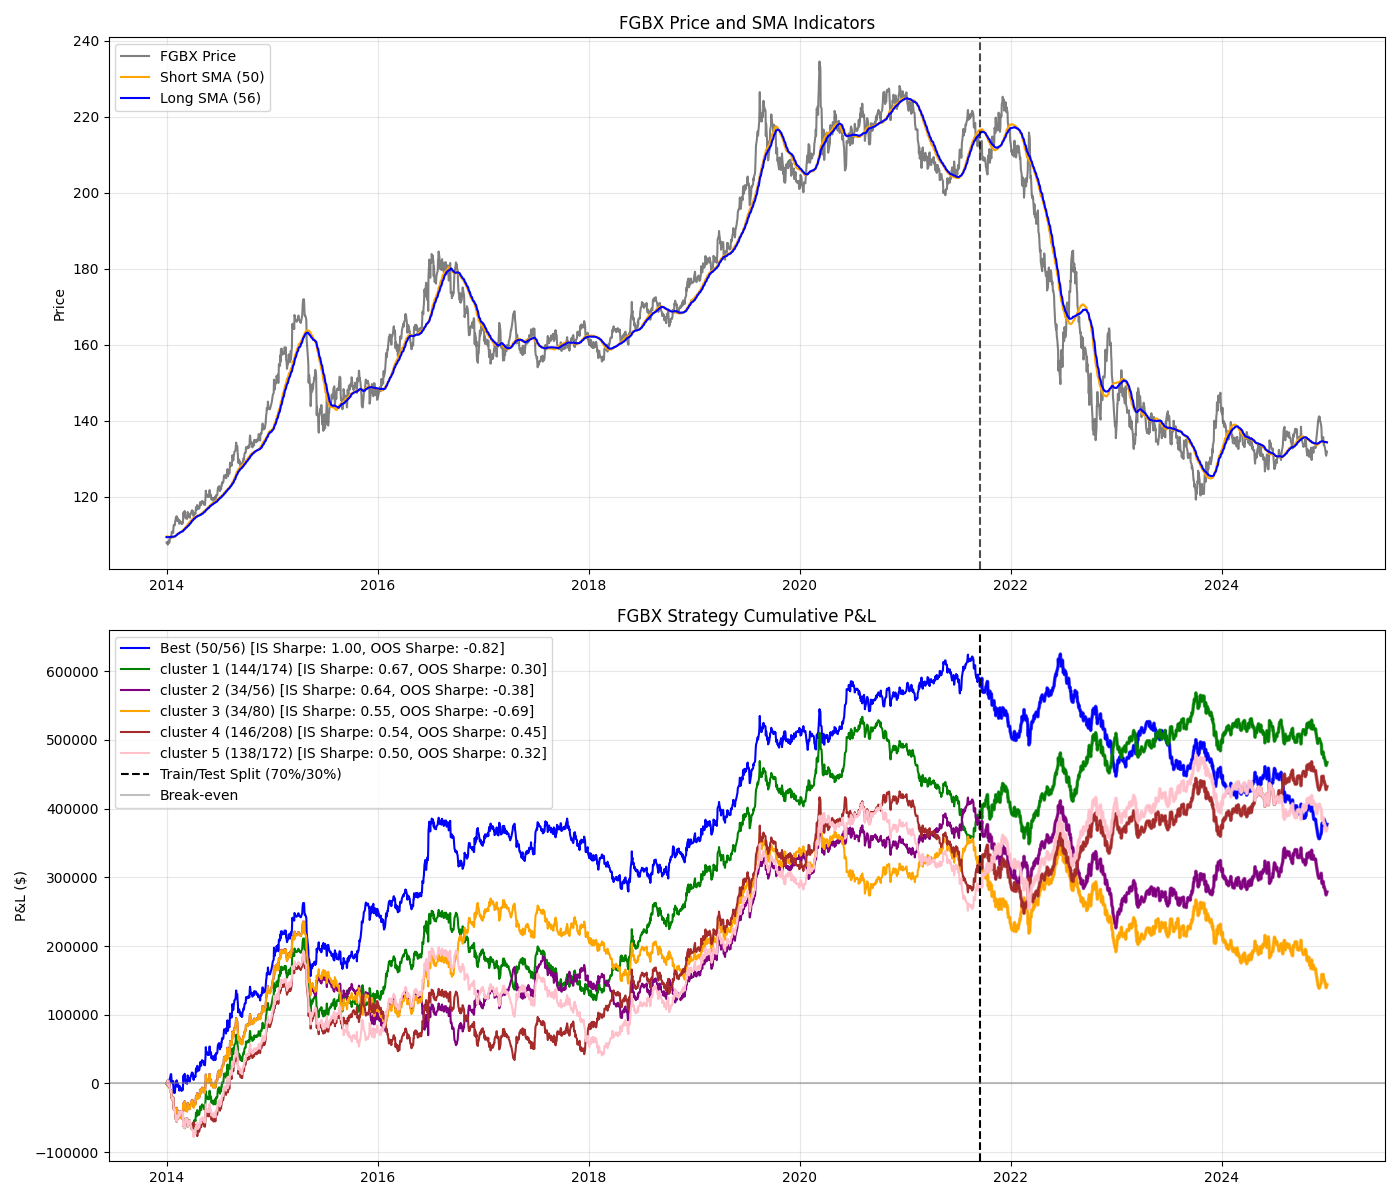 FGBX Price and SMA Indicators
FGBX Price
Short SMA (50)
Long SMA (56)
Price
240
220
200
180
160
140
120
2014
2016
2018
2020
2022
2024
FGBX Strategy Cumulative P&L
Best (50/56) [IS Sharpe: 1.00, OOS Sharpe: -0.82]
cluster 1 (144/174) [IS Sharpe: 0.67, OOS Sharpe: 0.30]
cluster 2 (34/56) [IS Sharpe: 0.64, OOS Sharpe: -0.38]
cluster 3 (34/80) [IS Sharpe: 0.55, OOS Sharpe: -0.69]
cluster 4 (146/208) [IS Sharpe: 0.54, OOS Sharpe: 0.45]
cluster 5 (138/172) [IS Sharpe: 0.50, OOS Sharpe: 0.32]
Train/Test Split (70%/30%)
Break-even
P&L ($)
600000
500000
400000
300000
200000
100000
0
−100000
2014
2016
2018
2020
2022
2024